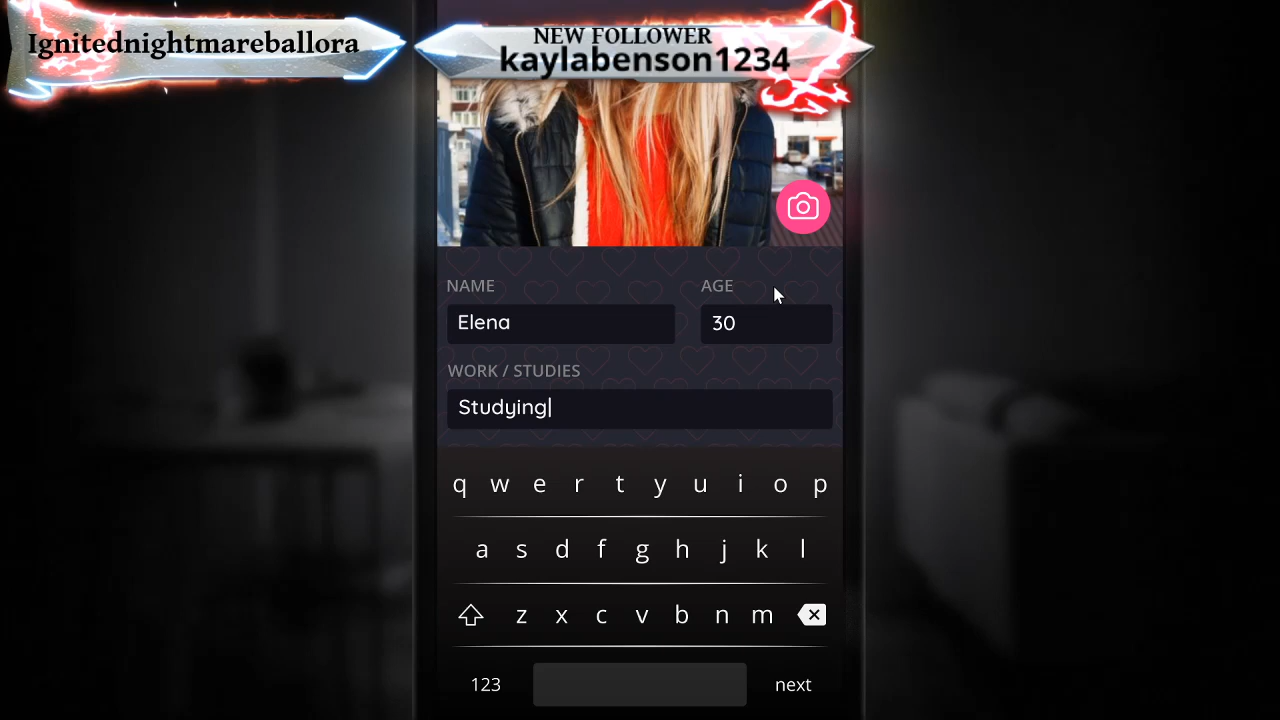 Ignitednightmareballora
NEW FOLLOWER
kaylabenson1234
NAME
AGE
Elena
30
WORK / STUDIES
Studying
q w e r t y u i o p
a s d f g h j k l
z x c v b n m
123
next